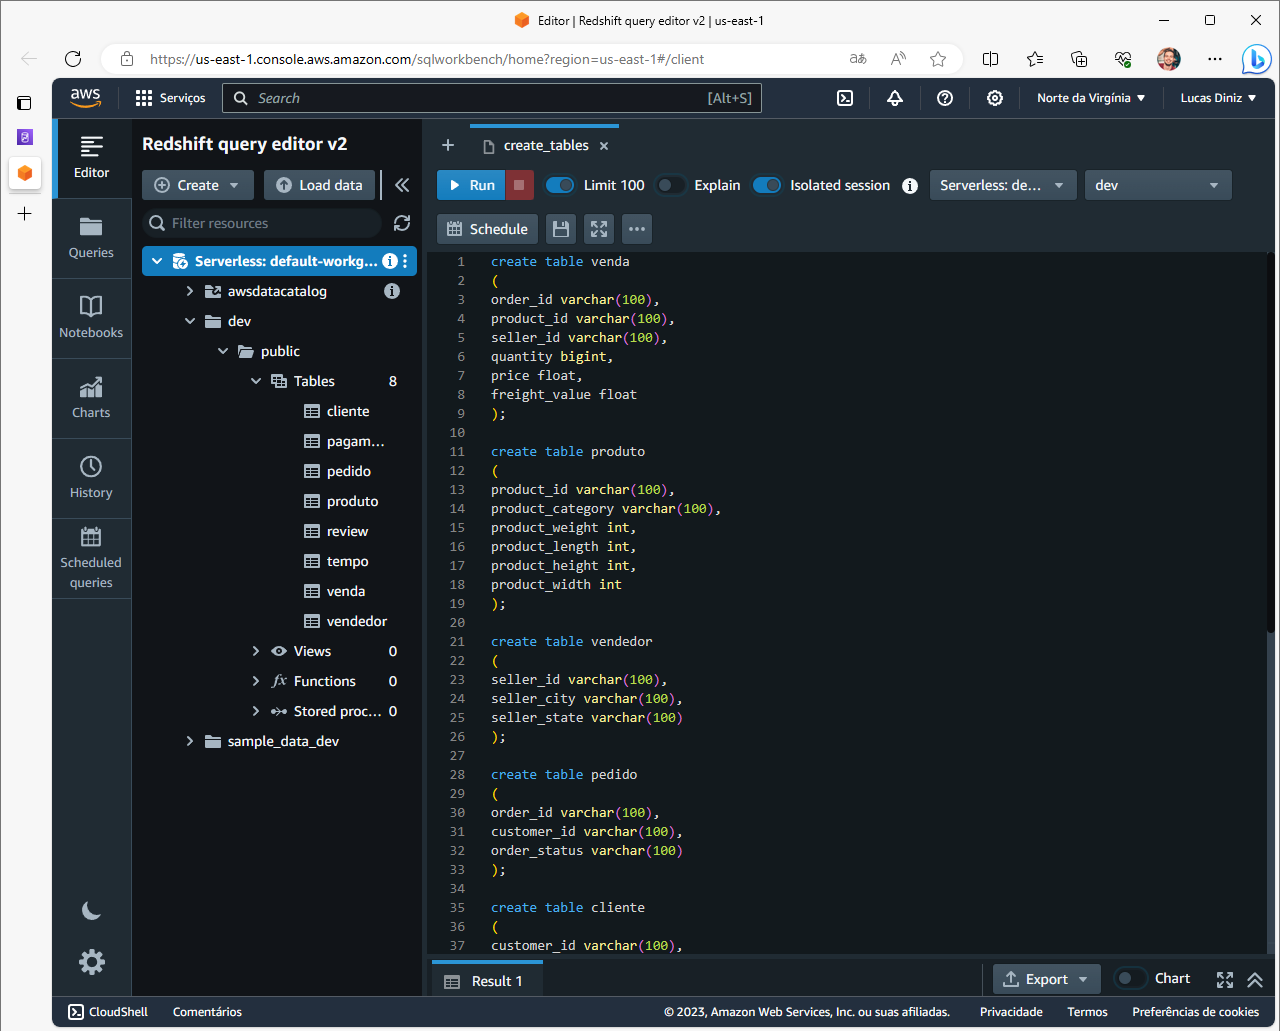 Editor | Redshift query editor v2 | us-east-1
https://us-east-1.console.aws.amazon.com/sqlworkbench/home?region=us-east-1#/client
aws
Serviços
Search
[Alt+S]
Norte da Virgínia
Lucas Diniz
Editor
Queries
Notebooks
Charts
History
Scheduled
queries
Redshift query editor v2
Create
Load data
Filter resources
Serverless: default-workg...
awsdatacatalog
dev
public
Tables 8
cliente
pagam...
pedido
produto
review
tempo
venda
vendedor
Views 0
Functions 0
Stored proc... 0
sample_data_dev
create_tables
Run
Limit 100
Explain
Isolated session
Serverless: de...
dev
Schedule
1 create table venda
2 (
3 order_id varchar(100),
4 product_id varchar(100),
5 seller_id varchar(100),
6 quantity bigint,
7 price float,
8 freight_value float
9 );
10
11 create table produto
12 (
13 product_id varchar(100),
14 product_category varchar(100),
15 product_weight int,
16 product_length int,
17 product_height int,
18 product_width int
19 );
20
21 create table vendedor
22 (
23 seller_id varchar(100),
24 seller_city varchar(100),
25 seller_state varchar(100)
26 );
27
28 create table pedido
29 (
30 order_id varchar(100),
31 customer_id varchar(100),
32 order_status varchar(100)
33 );
34
35 create table cliente
36 (
37 customer_id varchar(100),
Result 1
Export
Chart
CloudShell
Comentários
© 2023, Amazon Web Services, Inc. ou suas afiliadas.
Privacidade
Termos
Preferências de cookies